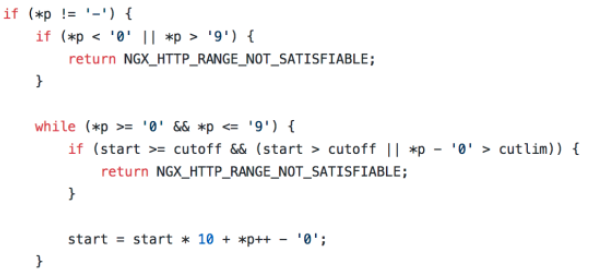 if (*p != '-') {
    if (*p < '0' || *p > '9') {
        return NGX_HTTP_RANGE_NOT_SATISFIABLE;
    }

    while (*p >= '0' && *p <= '9') {
        if (start >= cutoff && (start > cutoff || *p - '0' > cutlim)) {
            return NGX_HTTP_RANGE_NOT_SATISFIABLE;
        }

        start = start * 10 + *p++ - '0';
    }